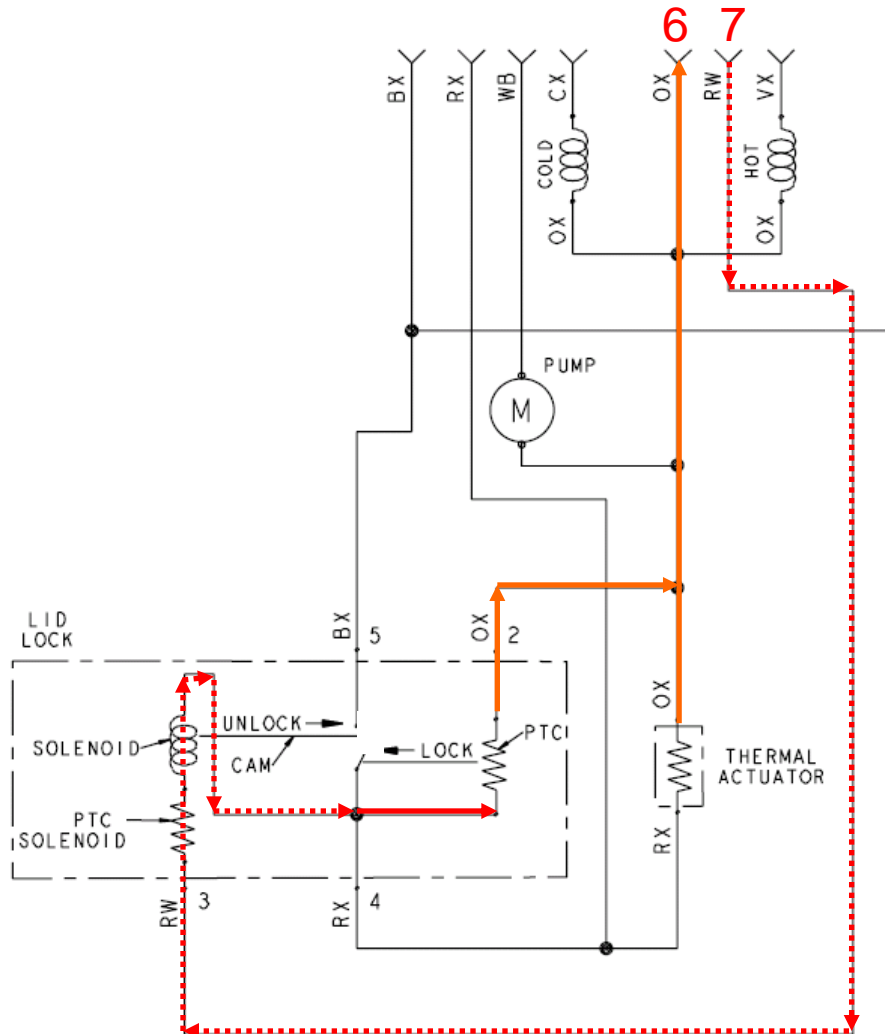 6 7
BX RX WB CX OX RW VX
COLD
HOT
OX
OX
PUMP
M
LID
LOCK
BX
5
OX
2
OX
UNLOCK
PTC
SOLENOID
LOCK
CAM
THERMAL
ACTUATOR
PTC
SOLENOID
RX
RW
3
RX
4